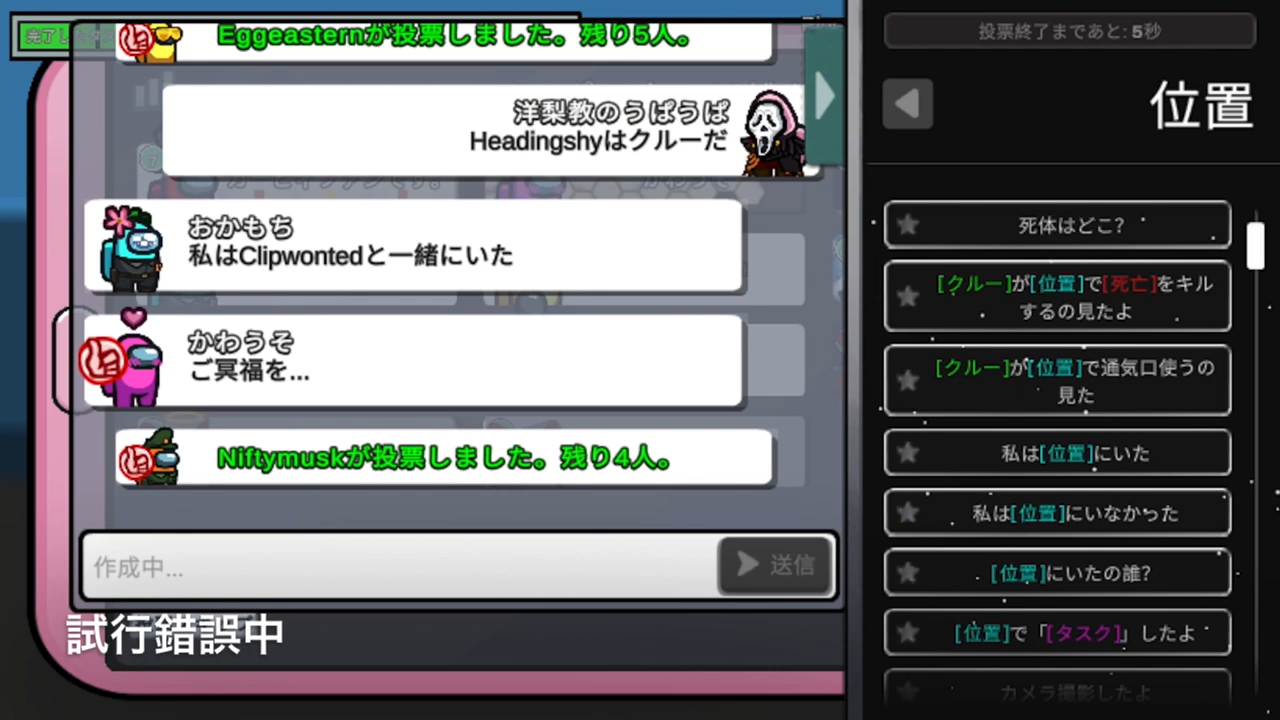 Eggeasternが投票しました。残り5人。
洋梨教のうぱうぱ
Headingshyはクルーだ
おかもち
私はClipwontedと一緒にいた
かわうそ
ご冥福を...
Niftymuskが投票しました。残り4人。
作成中...
送信
試行錯誤中
投票終了まであと: 5秒
位置
死体はどこ?
[クルー]が[位置]で[死亡]をキル
するの見たよ
[クルー]が[位置]で通気口使うの
見た
私は[位置]にいた
私は[位置]にいなかった
[位置]にいたの誰?
[位置]で「[タスク]」したよ
カメラ撮影したよ